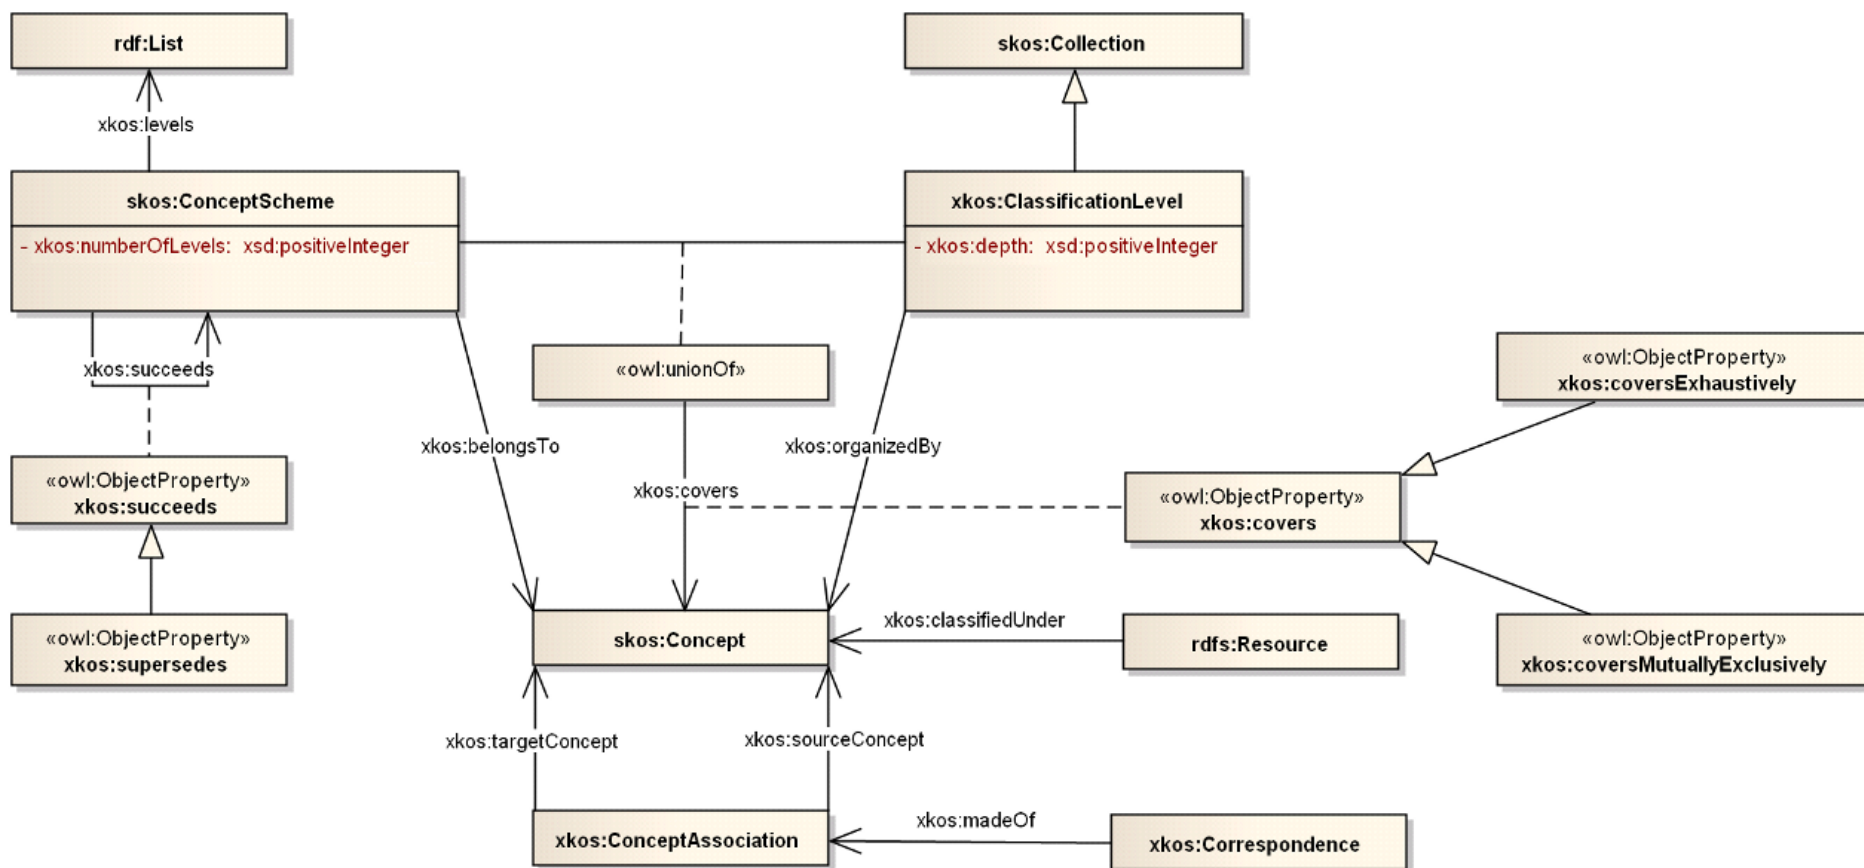 rdf:List
skos:Collection
xkos:levels
skos:ConceptScheme
- xkos:numberOfLevels: xsd:positiveInteger
xkos:ClassificationLevel
- xkos:depth: xsd:positiveInteger
xkos:succeeds
«owl:unionOf»
«owl:ObjectProperty»
xkos:coversExhaustively
xkos:belongsTo
xkos:organizedBy
«owl:ObjectProperty»
xkos:succeeds
xkos:covers
«owl:ObjectProperty»
xkos:covers
«owl:ObjectProperty»
xkos:supersedes
skos:Concept
xkos:classifiedUnder
rdfs:Resource
«owl:ObjectProperty»
xkos:coversMutuallyExclusively
xkos:targetConcept
xkos:sourceConcept
xkos:ConceptAssociation
xkos:madeOf
xkos:Correspondence